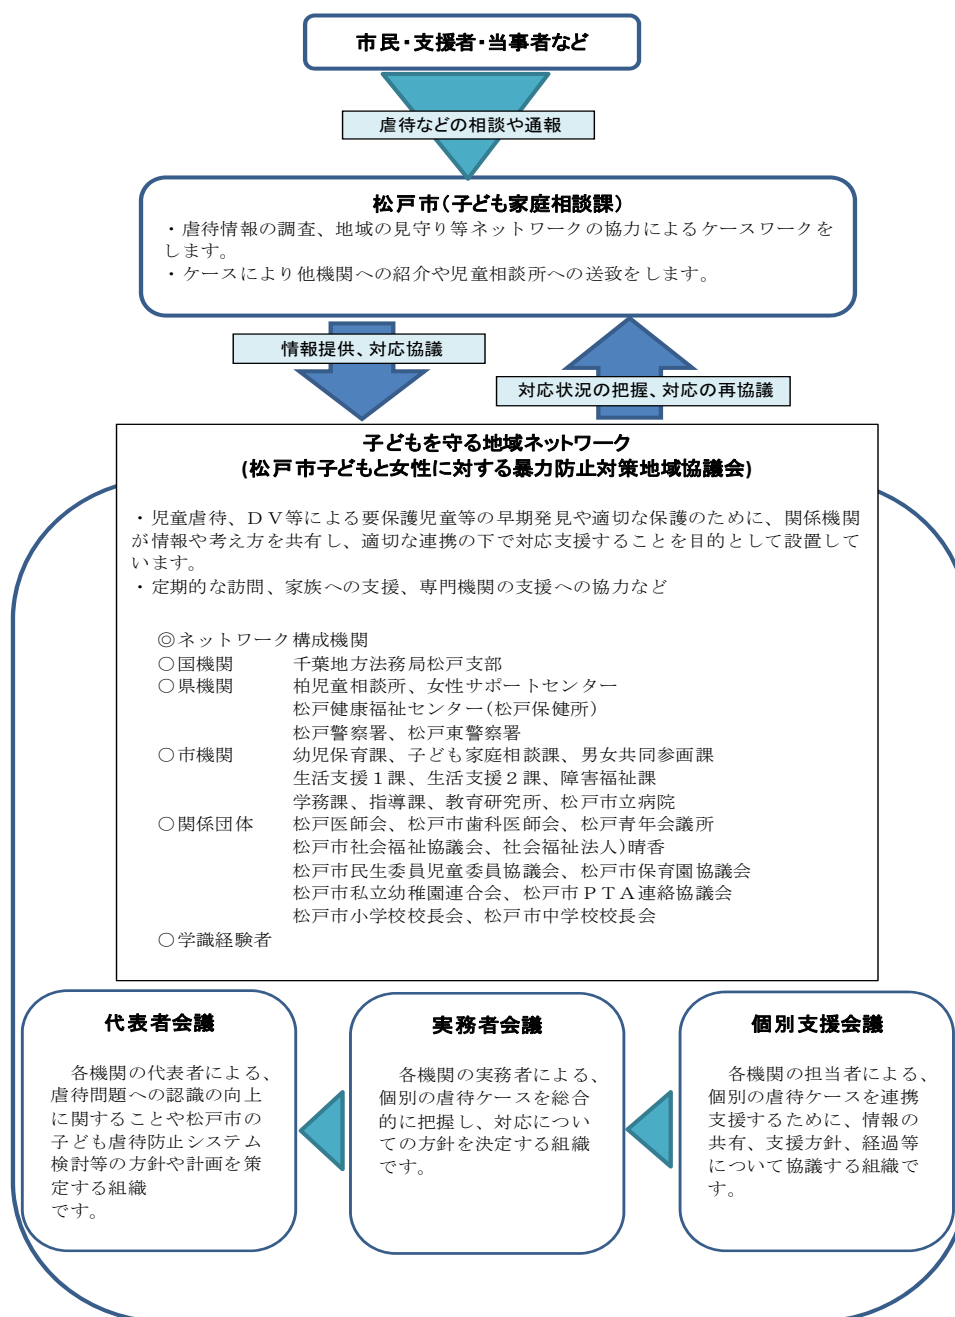 市民・支援者・当事者など
虐待などの相談や通報
松戸市(子ども家庭相談課)
・虐待情報の調査、地域の見守り等ネットワークの協力によるケースワークを
します。
・ケースにより他機関への紹介や児童相談所への送致をします。
情報提供、対応協議
対応状況の把握、対応の再協議
子どもを守る地域ネットワーク
(松戸市子どもと女性に対する暴力防止対策地域協議会)
・児童虐待、ＤＶ等による要保護児童等の早期発見や適切な保護のために、関係機関
が情報や考え方を共有し、適切な連携の下で対応支援することを目的として設置して
います。
・定期的な訪問、家族への支援、専門機関の支援への協力など
◎ネットワーク構成機関
○国機関 千葉地方法務局松戸支部
○県機関 柏児童相談所、女性サポートセンター
松戸健康福祉センター(松戸保健所)
松戸警察署、松戸東警察署
○市機関 幼児保育課、子ども家庭相談課、男女共同参画課
生活支援１課、生活支援２課、障害福祉課
学務課、指導課、教育研究所、松戸市立病院
○関係団体 松戸医師会、松戸市歯科医師会、松戸青年会議所
松戸市社会福祉協議会、社会福祉法人)晴香
松戸市民生委員児童委員協議会、松戸市保育園協議会
松戸市私立幼稚園連合会、松戸市ＰＴＡ連絡協議会
松戸市小学校校長会、松戸市中学校校長会
○学識経験者
代表者会議
各機関の代表者による、
虐待問題への認識の向上
に関することや松戸市の
子ども虐待防止システム
検討等の方針や計画を策
定する組織
です。
実務者会議
各機関の実務者による、
個別の虐待ケースを総合
的に把握し、対応につい
ての方針を決定する組織
です。
個別支援会議
各機関の担当者による、
個別の虐待ケースを連携
支援するために、情報の
共有、支援方針、経過等
について協議する組織で
す。